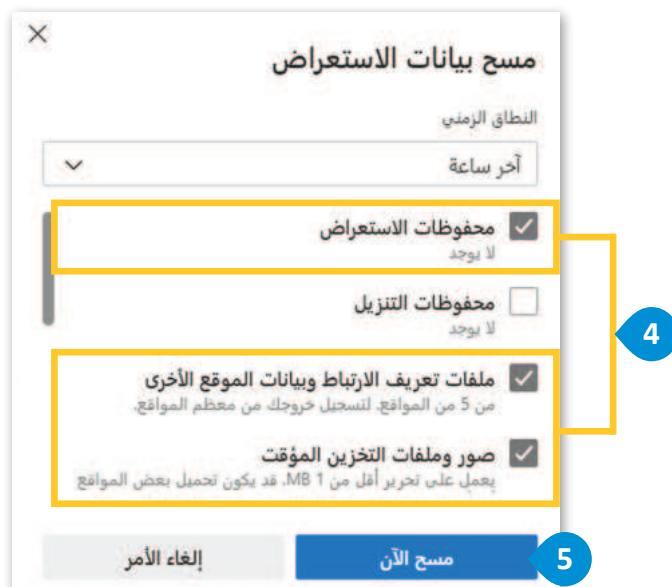 مسح بيانات الاستعراض
النطاق الزمني
آخر ساعة
محفوظات الاستعراض
لا يوجد
محفوظات التنزيل
لا يوجد
4
ملفات تعريف الارتباط وبيانات الموقع الأخرى
من 5 من المواقع. لتسجيل خروجك من معظم المواقع.
صور وملفات التخزين المؤقت
يعمل على تحرير أقل من 1 MB. قد يكون تحميل بعض المواقع
مسح الآن
إلغاء الأمر
5